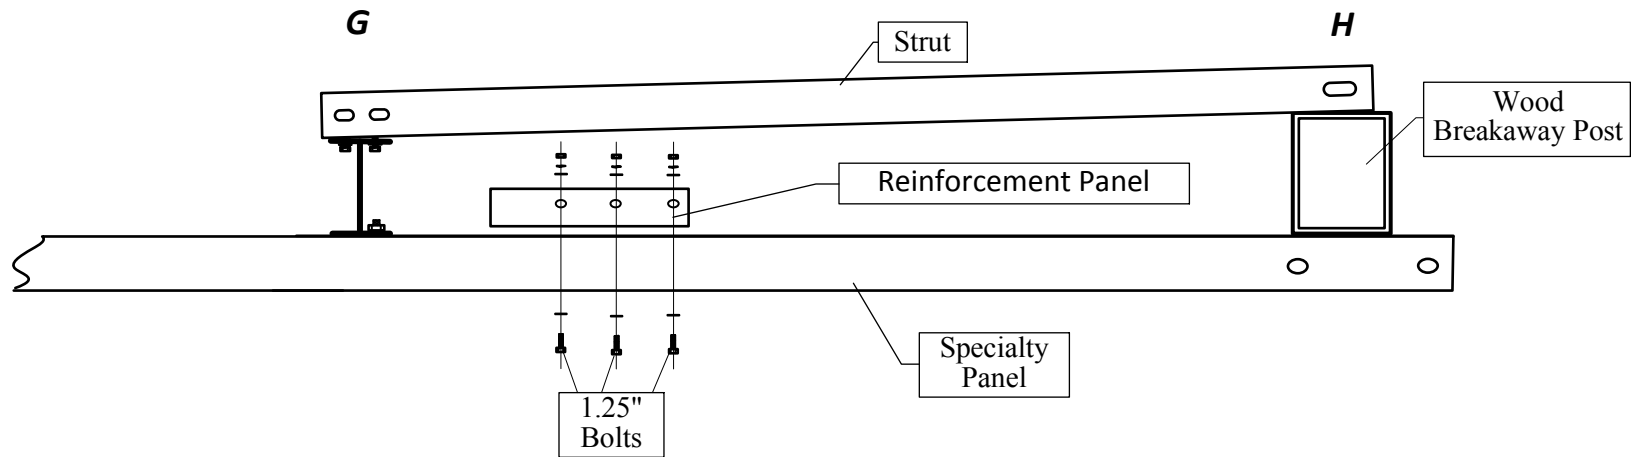 G
H
Strut
Wood
Breakaway Post
Reinforcement Panel
Specialty
Panel
1.25"
Bolts